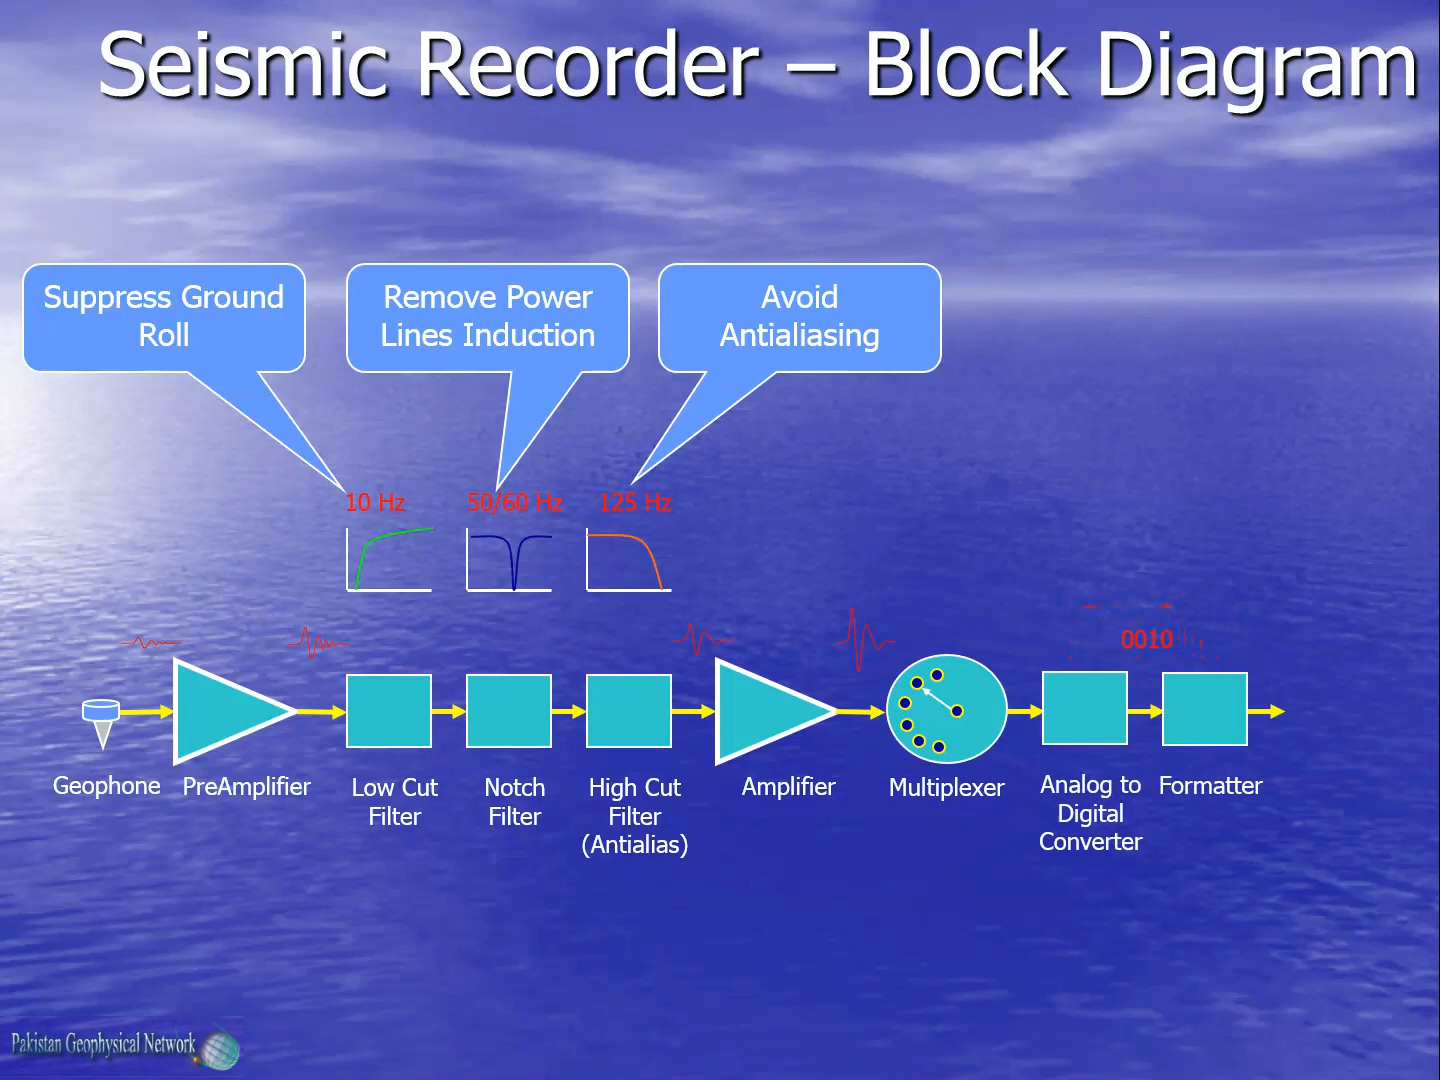 Seismic Recorder – Block Diagram
Suppress Ground
Roll
Remove Power
Lines Induction
Avoid
Antialiasing
10 Hz
50/60 Hz
125 Hz
0010
Geophone
PreAmplifier
Low Cut
Filter
Notch
Filter
High Cut
Filter
(Antialias)
Amplifier
Multiplexer
Analog to
Digital
Converter
Formatter
Pakistan Geophysical Network